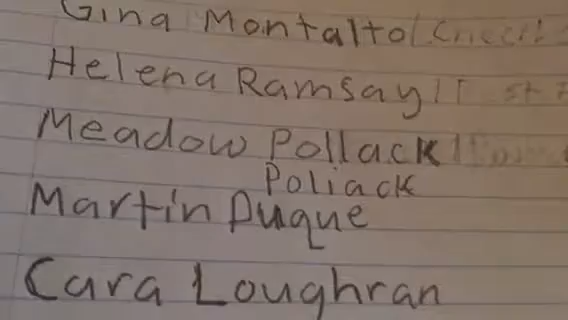 Gina Montalto
Helena Ramsay
Meadow Pollack
Poliack
Martin Duque
Cara Loughran